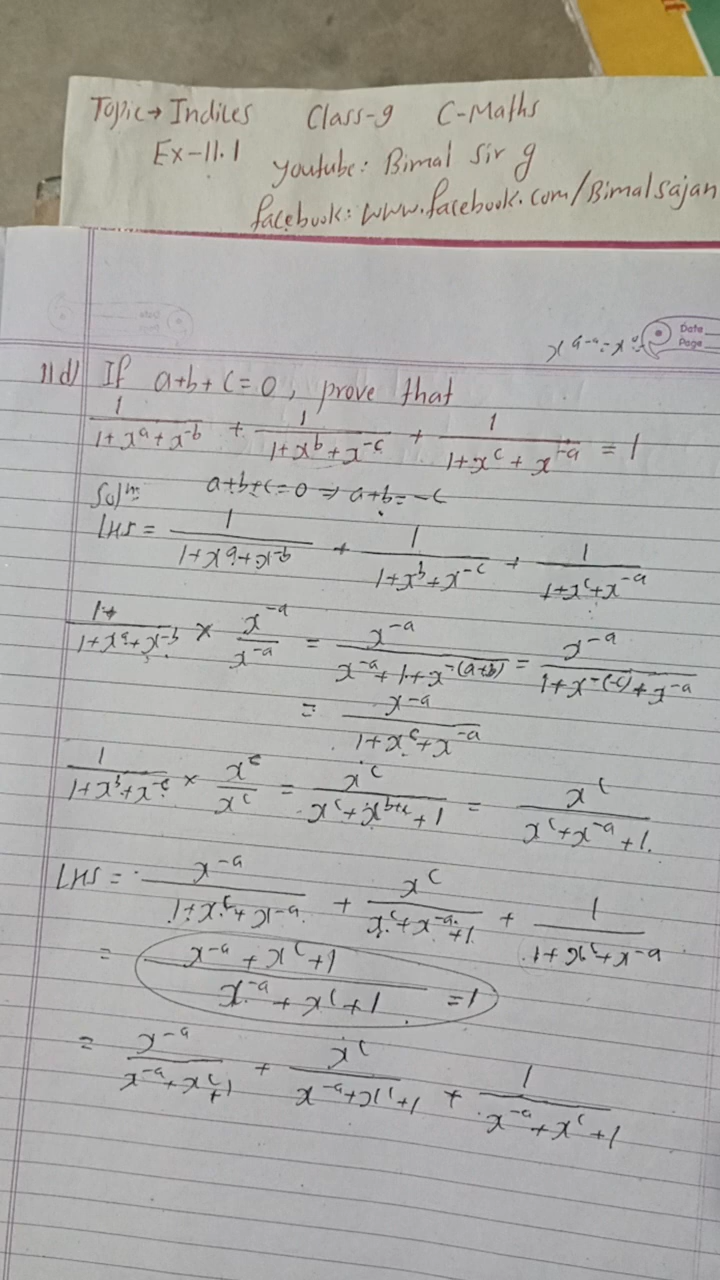 Topic → Indices Class-9 C-Maths
Ex-11.1 youtube: Bimal Sir g
facebook: www.facebook.com/Bimalsajan
Date
Page
11d) If a+b+c=0, prove that
1/(1+x^a+x^-b) + 1/(1+x^b+x^-c) + 1/(1+x^c+x^-a) = 1
Solⁿ: a+b+c=0 ⇒ a+b=-c
LHS = 1/(1+x^a+x^-b) + 1/(1+x^b+x^-c) + 1/(1+x^c+x^-a)
1/(1+x^a+x^-b) × x^-a/x^-a = x^-a/(x^-a+1+x^-(a+b)) = x^-a/(1+x^-(-c)+x^-a)
= x^-a/(1+x^c+x^-a)
1/(1+x^b+x^-c) × x^c/x^c = x^c/(x^c+x^b+c+1) = x^c/(x^c+x^-a+1)
LHS = x^-a/(1+x^c+x^-a) + x^c/(x^c+x^-a+1) + 1/(1+x^c+x^-a)
= (x^-a+x^c+1)/(x^-a+x^c+1) = 1
= x^-a/(x^-a+x^c+1) + x^c/(x^-a+x^c+1) + 1/(x^-a+x^c+1)